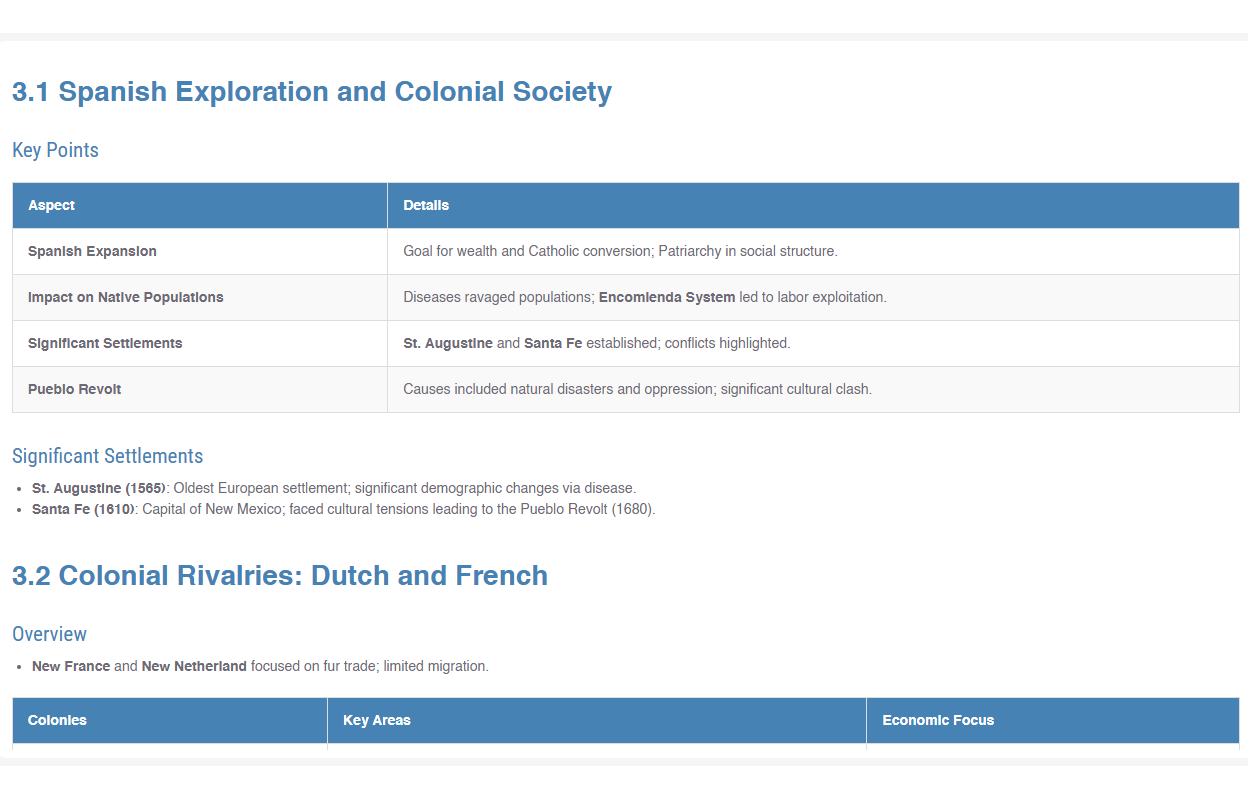 3.1 Spanish Exploration and Colonial Society
Key Points
Aspect Details
Spanish Expansion Goal for wealth and Catholic conversion; Patriarchy in social structure.
Impact on Native Populations Diseases ravaged populations; Encomienda System led to labor exploitation.
Significant Settlements St. Augustine and Santa Fe established; conflicts highlighted.
Pueblo Revolt Causes included natural disasters and oppression; significant cultural clash.
Significant Settlements
• St. Augustine (1565): Oldest European settlement; significant demographic changes via disease.
• Santa Fe (1610): Capital of New Mexico; faced cultural tensions leading to the Pueblo Revolt (1680).
3.2 Colonial Rivalries: Dutch and French
Overview
• New France and New Netherland focused on fur trade; limited migration.
Colonies Key Areas Economic Focus